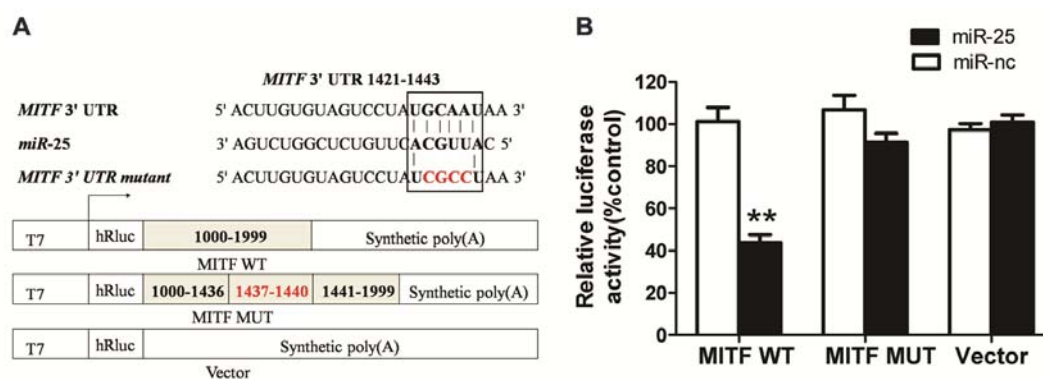 A
MITF 3' UTR 1421-1443
MITF 3' UTR 5' ACUUGUGUAGUCCUAUGCAAUAA 3'
miR-25 3' AGUCUGGCUCUGUUCACGUUAC 5'
MITF 3' UTR mutant 5' ACUUGUGUAGUCCUAUCGCCUAA 3'
T7 hRluc 1000-1999 Synthetic poly(A)
MITF WT
T7 hRluc 1000-1436 1437-1440 1441-1999 Synthetic poly(A)
MITF MUT
T7 hRluc Synthetic poly(A)
Vector
B
miR-25
miR-nc
Relative luciferase
activity(%control)
120
100
80
60
40
20
100
**
MITF WT MITF MUT Vector